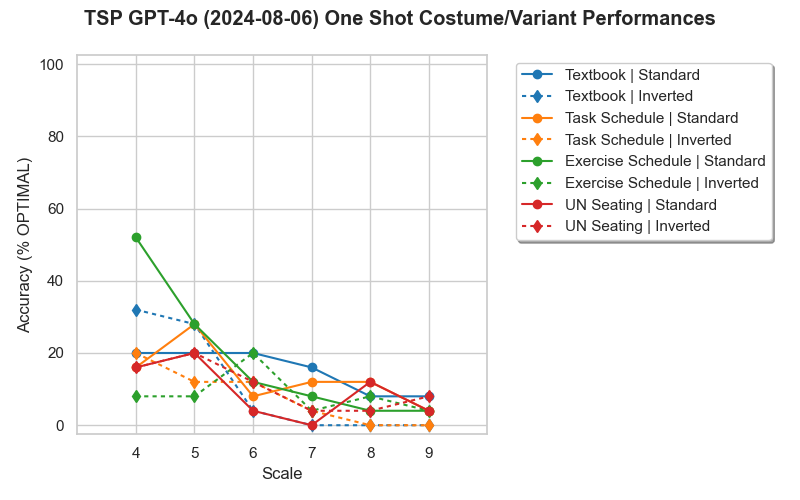 TSP GPT-4o (2024-08-06) One Shot Costume/Variant Performances
100
80
60
40
20
0
Accuracy (% OPTIMAL)
4 5 6 7 8 9
Scale
Textbook | Standard
Textbook | Inverted
Task Schedule | Standard
Task Schedule | Inverted
Exercise Schedule | Standard
Exercise Schedule | Inverted
UN Seating | Standard
UN Seating | Inverted